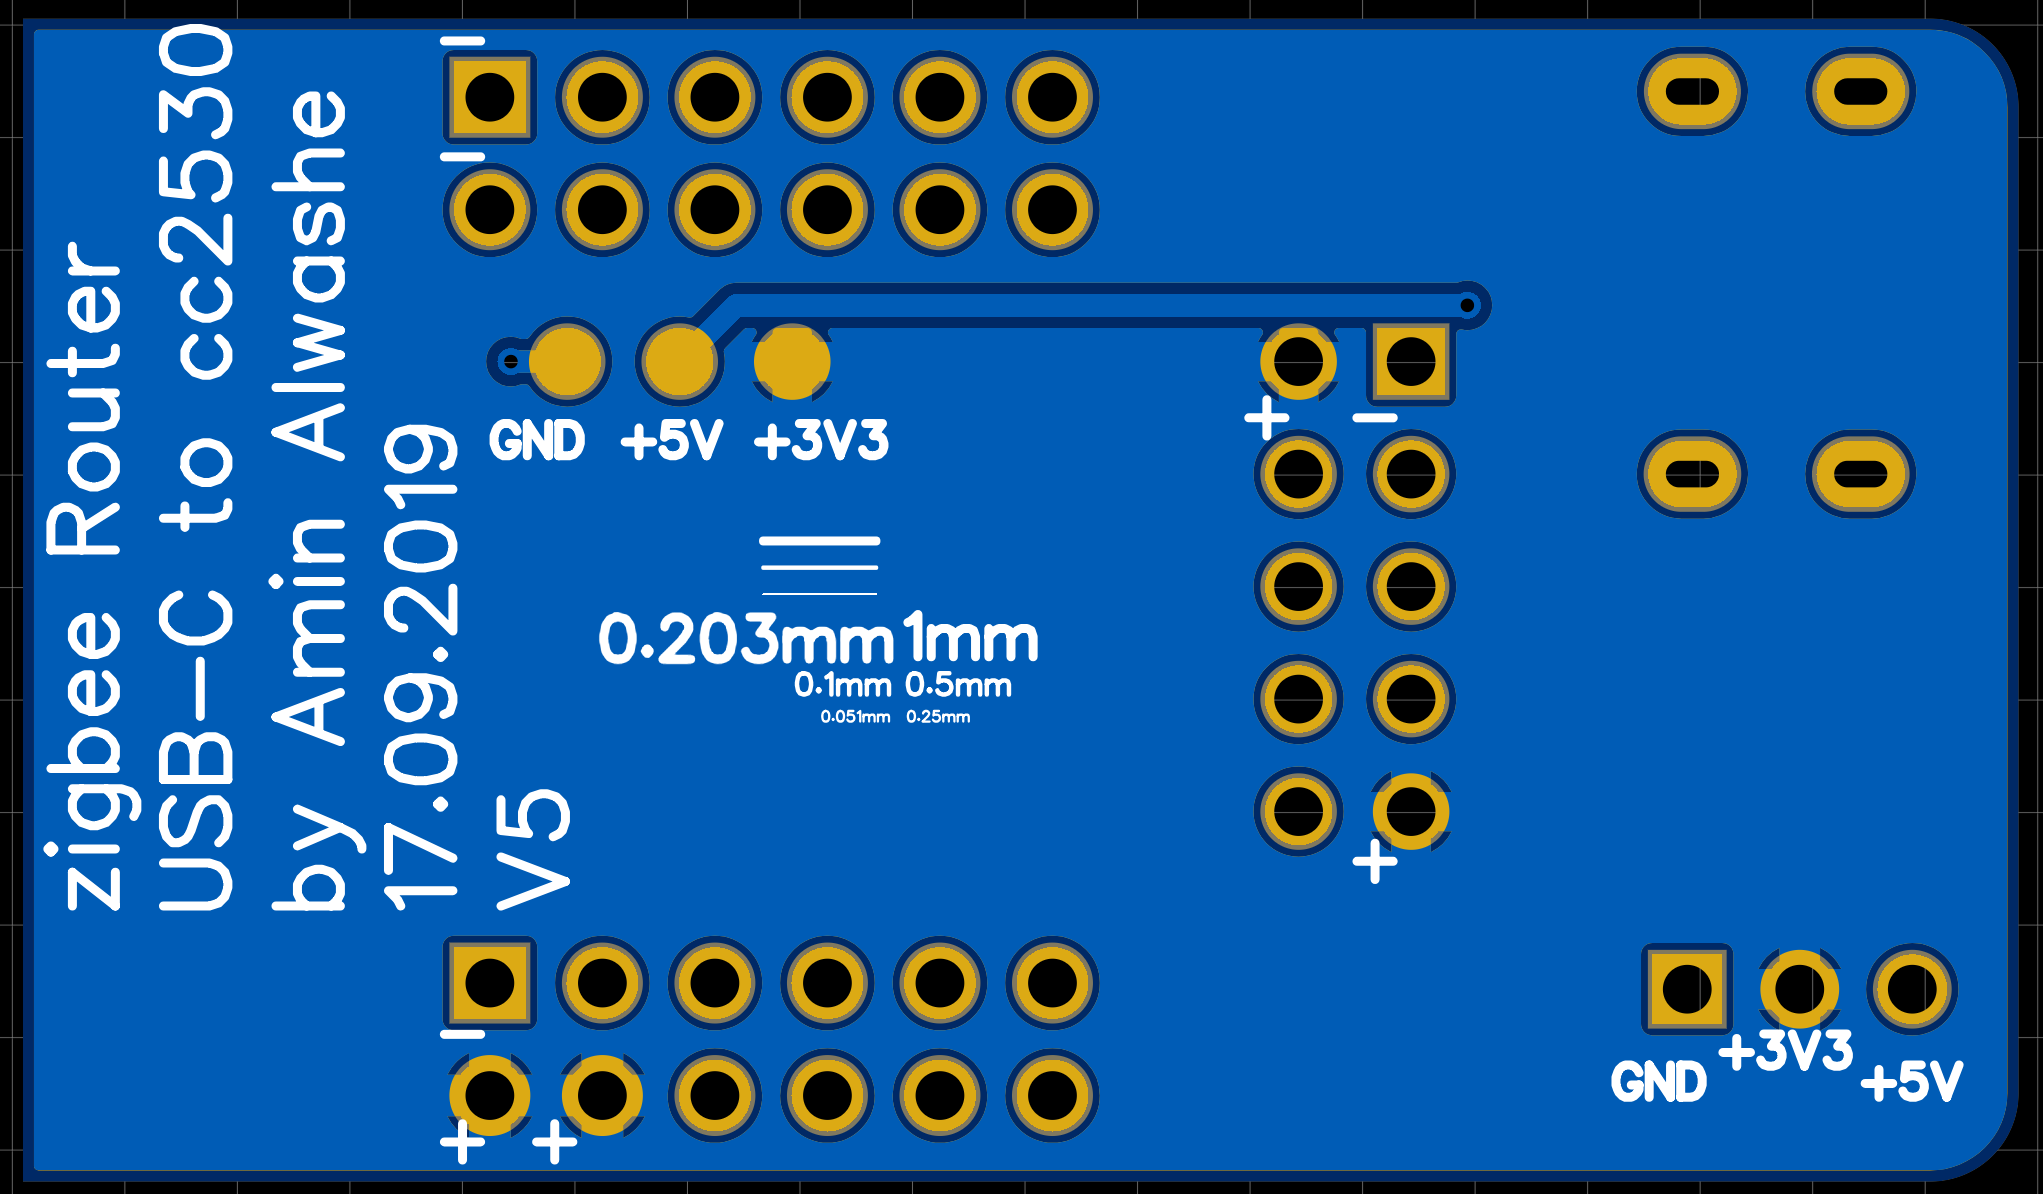 zigbee Router
USB-C to cc2530
by Amin Alwashe
17.09.2019
V5
GND +5V +3V3
+ -
0.203mm 1mm
0.1mm 0.5mm
0.051mm 0.25mm
+
GND +3V3 +5V
-
-
-
+ +